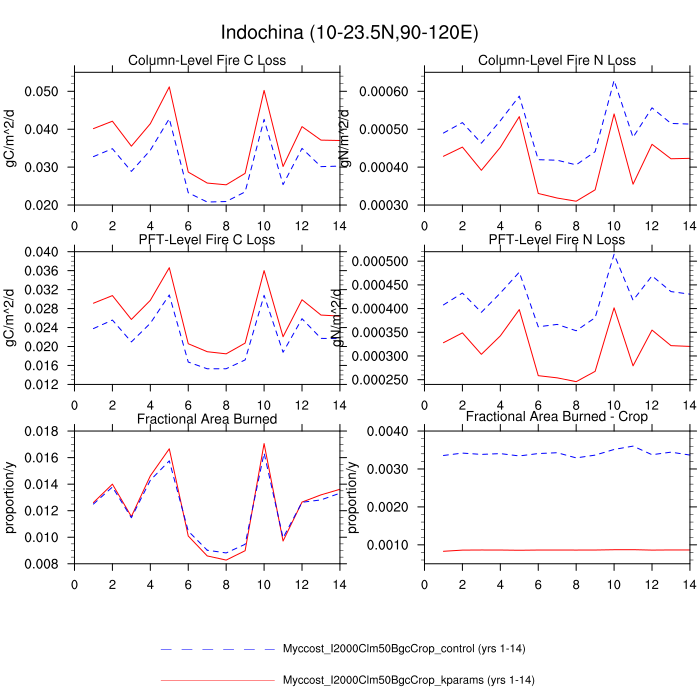 Indochina (10-23.5N,90-120E)
Column-Level Fire C Loss
gC/m^2/d
0.050
0.040
0.030
0.020
0 2 4 6 8 10 12 14
Column-Level Fire N Loss
gN/m^2/d
0.00060
0.00050
0.00040
0.00030
0 2 4 6 8 10 12 14
PFT-Level Fire C Loss
gC/m^2/d
0.040
0.036
0.032
0.028
0.024
0.020
0.016
0.012
0 2 4 6 8 10 12 14
PFT-Level Fire N Loss
gN/m^2/d
0.000500
0.000450
0.000400
0.000350
0.000300
0.000250
0 2 4 6 8 10 12 14
Fractional Area Burned
proportion/y
0.018
0.016
0.014
0.012
0.010
0.008
0 2 4 6 8 10 12 14
Fractional Area Burned - Crop
proportion/y
0.0040
0.0030
0.0020
0.0010
0 2 4 6 8 10 12 14
Myccost_I2000Clm50BgcCrop_control (yrs 1-14)
Myccost_I2000Clm50BgcCrop_kparams (yrs 1-14)